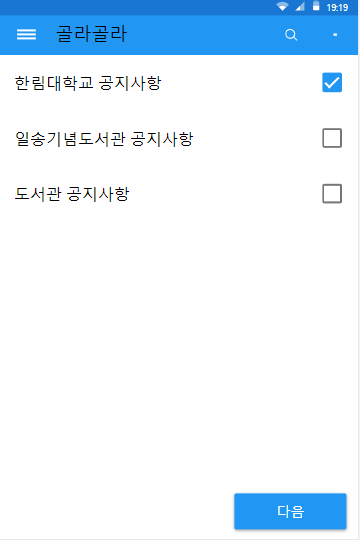 19:19
골라골라
한림대학교 공지사항
일송기념도서관 공지사항
도서관 공지사항
다음